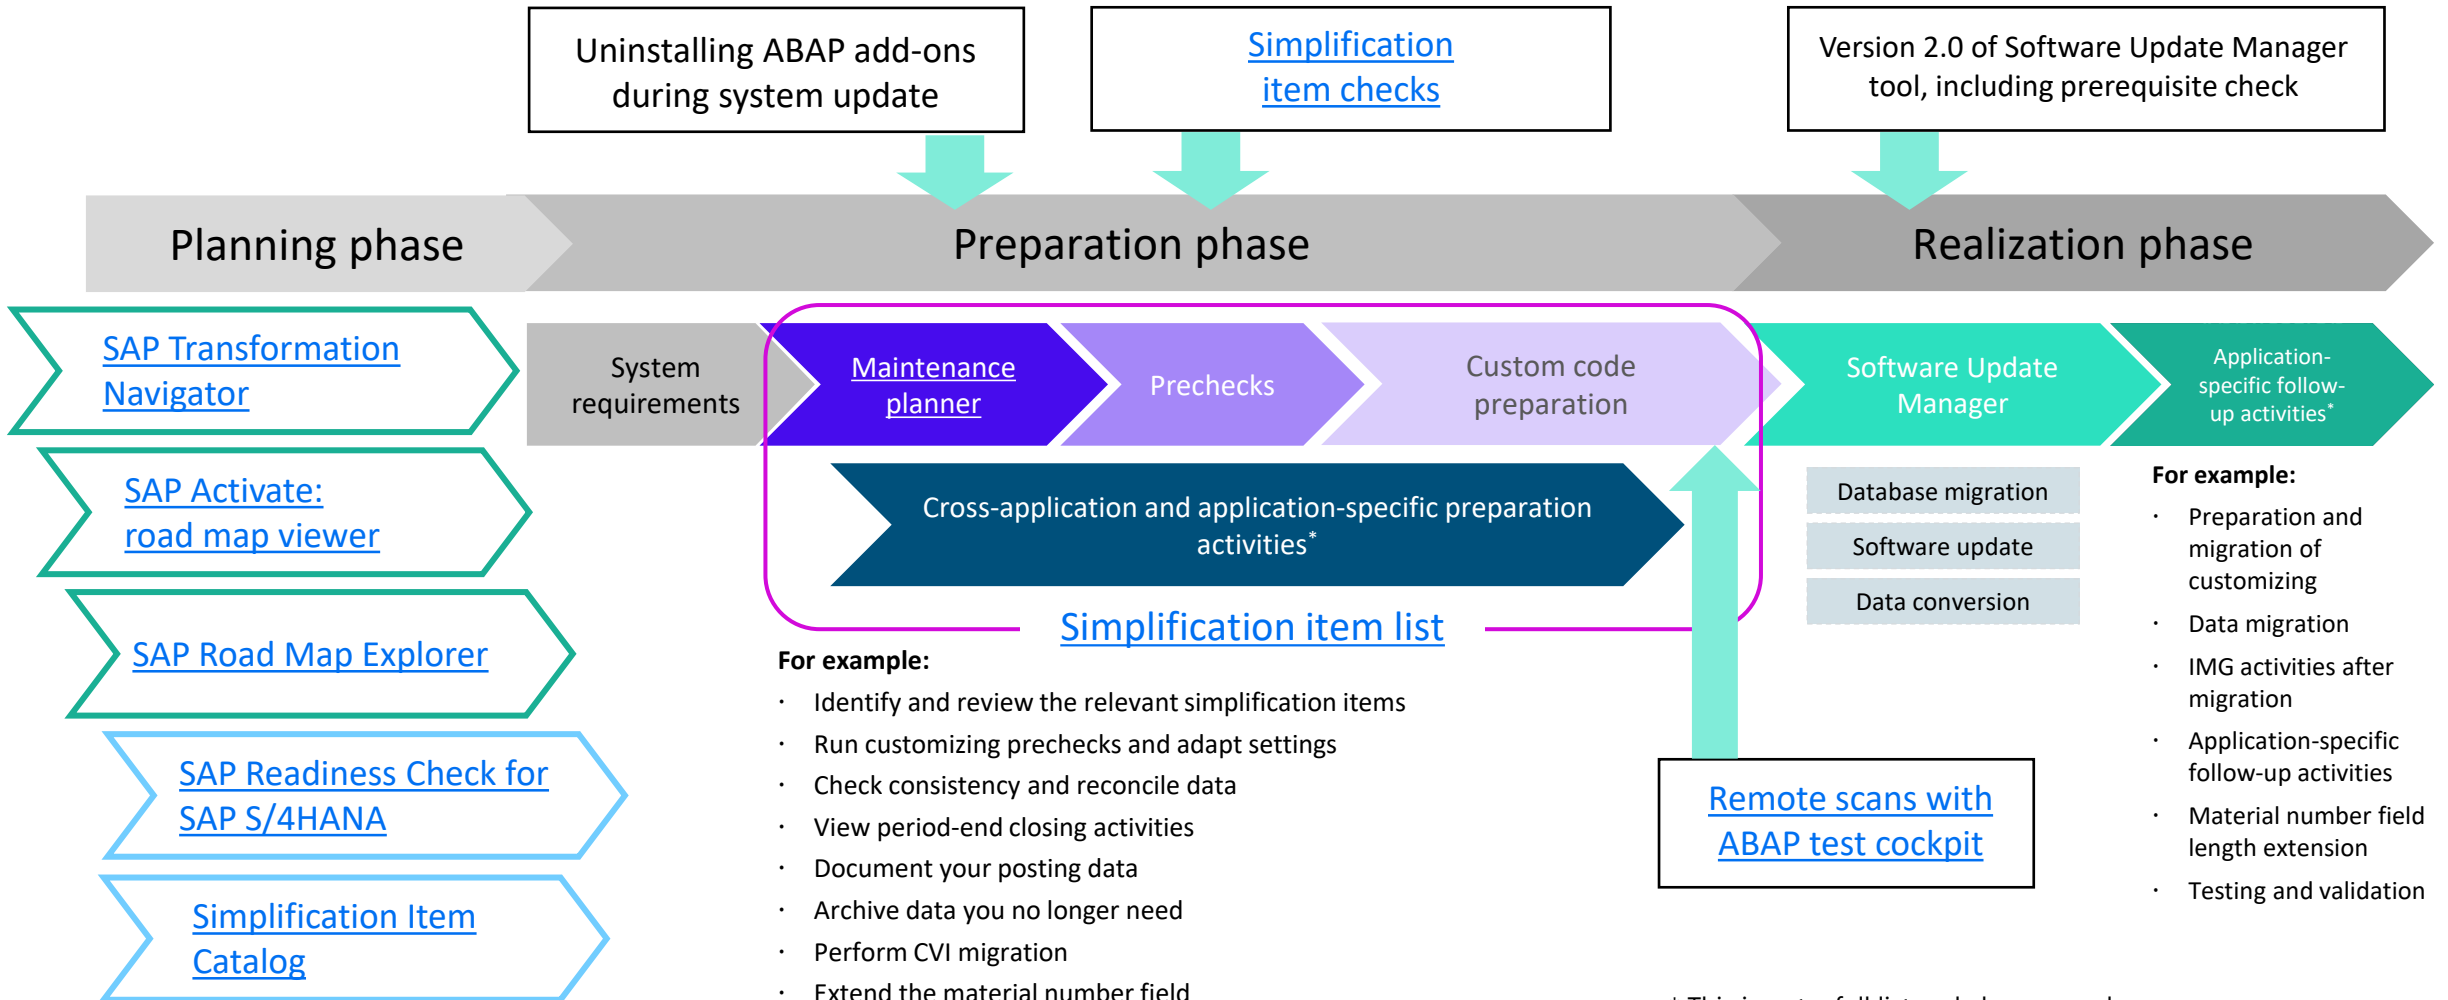 Uninstalling ABAP add-ons
during system update
Simplification
item checks
Version 2.0 of Software Update Manager
tool, including prerequisite check
Planning phase
Preparation phase
Realization phase
SAP Transformation
Navigator
SAP Activate:
road map viewer
SAP Road Map Explorer
SAP Readiness Check for
SAP S/4HANA
Simplification Item
Catalog
System
requirements
Maintenance
planner
Prechecks
Custom code
preparation
Software Update
Manager
Application-
specific follow-
up activities*
Cross-application and application-specific preparation
activities*
Simplification item list
For example:
· Identify and review the relevant simplification items
· Run customizing prechecks and adapt settings
· Check consistency and reconcile data
· View period-end closing activities
· Document your posting data
· Archive data you no longer need
· Perform CVI migration
· Extend the material number field
Remote scans with
ABAP test cockpit
Database migration
Software update
Data conversion
For example:
· Preparation and
migration of
customizing
· Data migration
· IMG activities after
migration
· Application-specific
follow-up activities
· Material number field
length extension
· Testing and validation